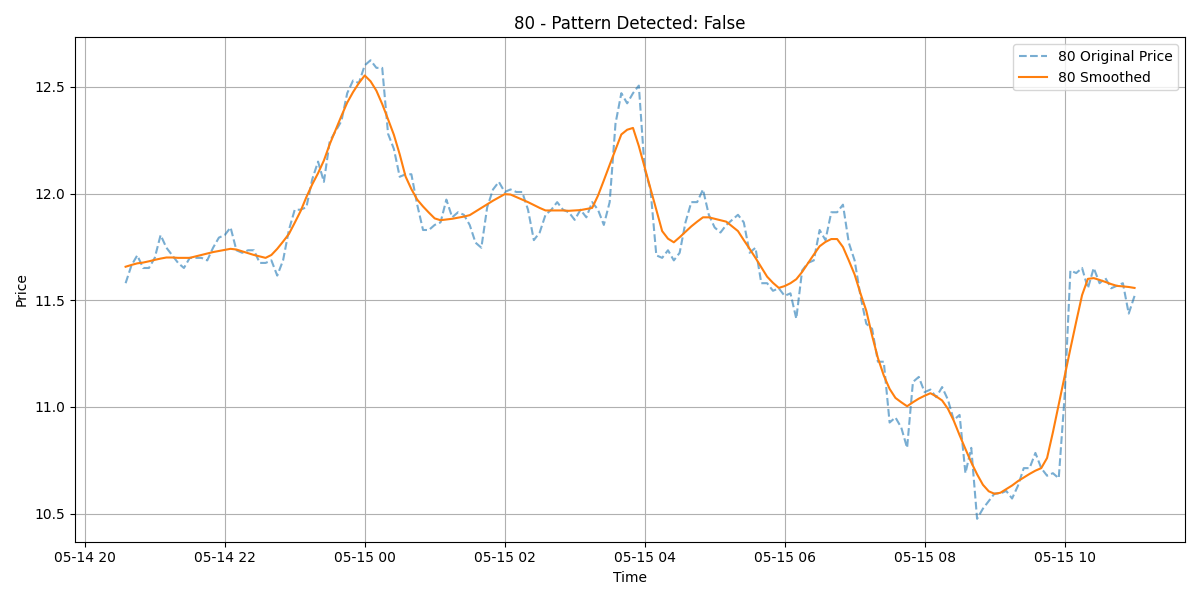 80 - Pattern Detected: False
80 Original Price
80 Smoothed
Price
12.5
12.0
11.5
11.0
10.5
05-14 20
05-14 22
05-15 00
05-15 02
05-15 04
05-15 06
05-15 08
05-15 10
Time